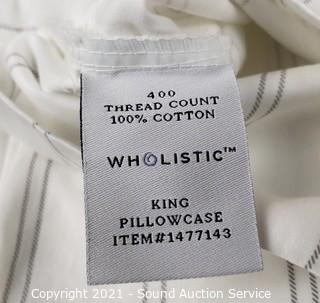 400
THREAD COUNT
100% COTTON
WHOLISTIC™
KING
PILLOWCASE
ITEM#1477143
Copyright 2021 - Sound Auction Service